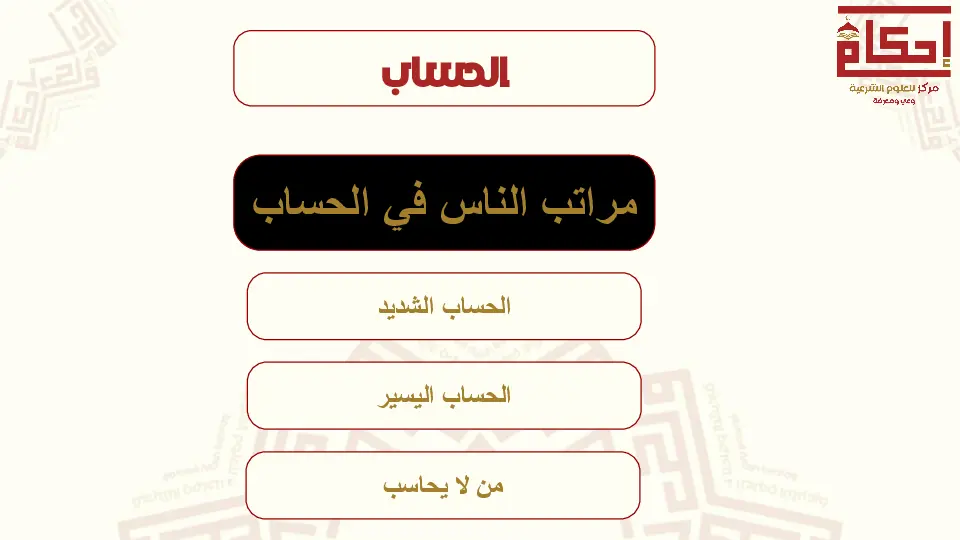 إحكام
مركز للعلوم الشرعية
وعي ومعرفة
الحساب
مراتب الناس في الحساب
الحساب الشديد
الحساب اليسير
من لا يحاسب